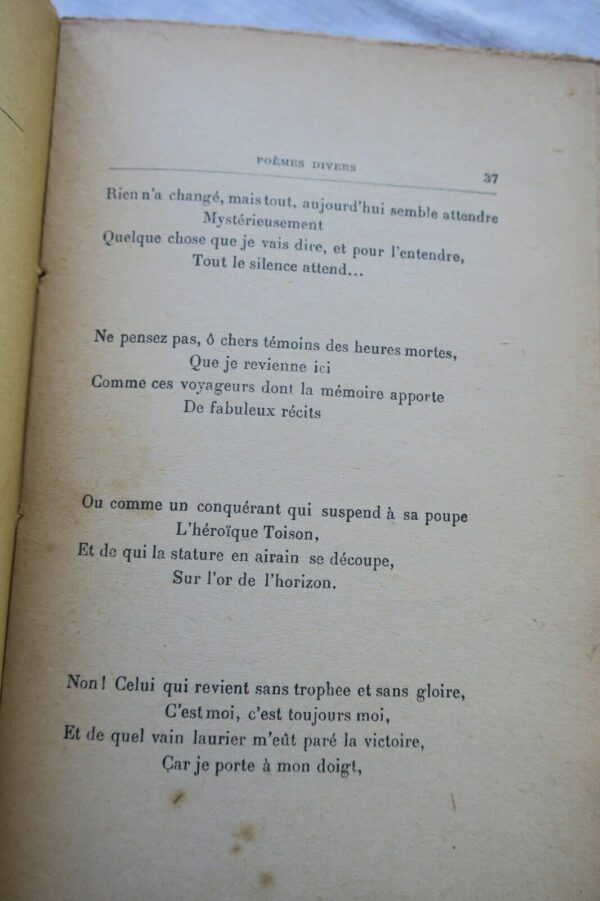 POÈMES DIVERS
37
Rien n'a changé, mais tout, aujourd'hui semble attendre
Mystérieusement
Quelque chose que je vais dire, et pour l'entendre,
Tout le silence attend...
Ne pensez pas, ô chers témoins des heures mortes,
Que je revienne ici
Comme ces voyageurs dont la mémoire apporte
De fabuleux récits
Ou comme un conquérant qui suspend à sa poupe
L'héroïque Toison,
Et de qui la stature en airain se découpe,
Sur l'or de l'horizon.
Non! Celui qui revient sans trophee et sans gloire,
C'est moi, c'est toujours moi,
Et de quel vain laurier m'eût paré la victoire,
Çar je porte à mon doigt,